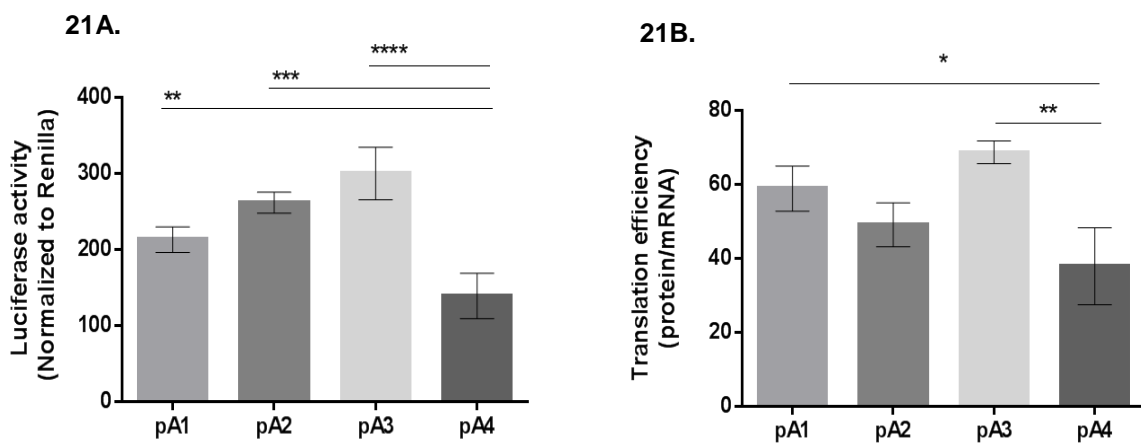 21A.
****
***
**
400
300
200
100
0
Luciferase activity
(Normalized to Renilla)
pA1 pA2 pA3 pA4
21B.
*
**
80
60
40
20
0
Translation efficiency
(protein/mRNA)
pA1 pA2 pA3 pA4